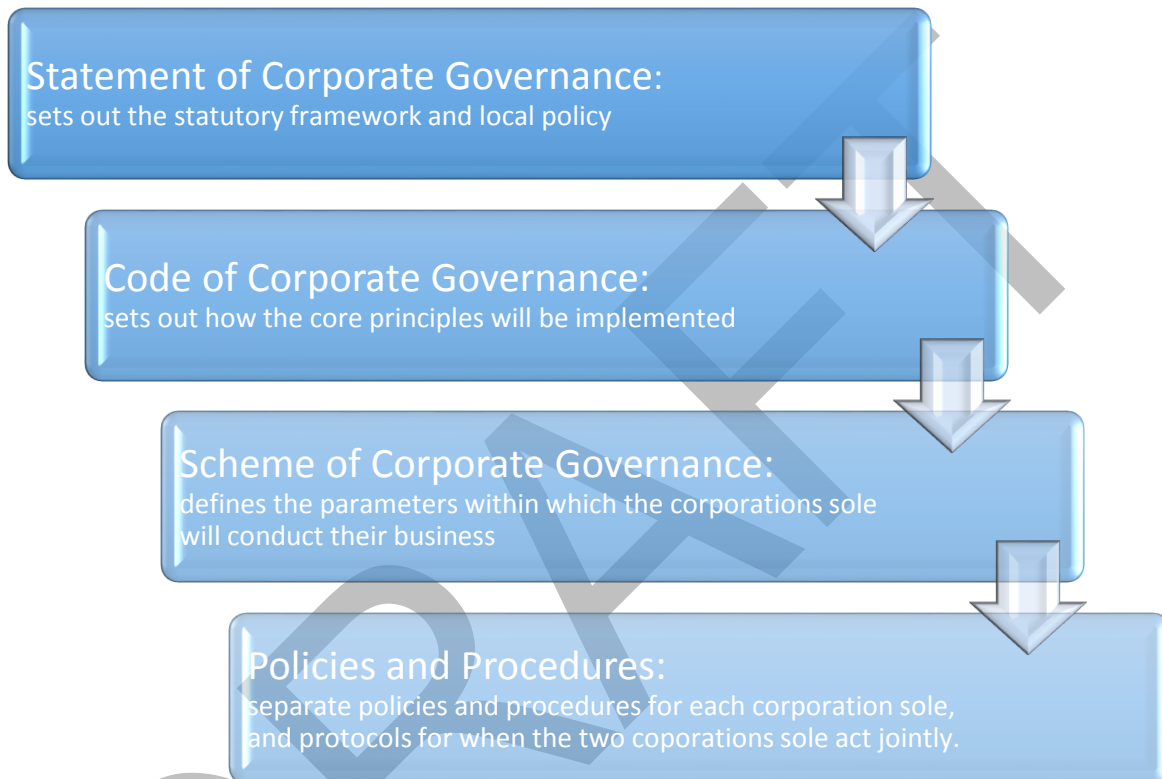 Statement of Corporate Governance:
sets out the statutory framework and local policy
Code of Corporate Governance:
sets out how the core principles will be implemented
Scheme of Corporate Governance:
defines the parameters within which the corporations sole
will conduct their business
Policies and Procedures:
separate policies and procedures for each corporation sole,
and protocols for when the two coporations sole act jointly.
DRAFT